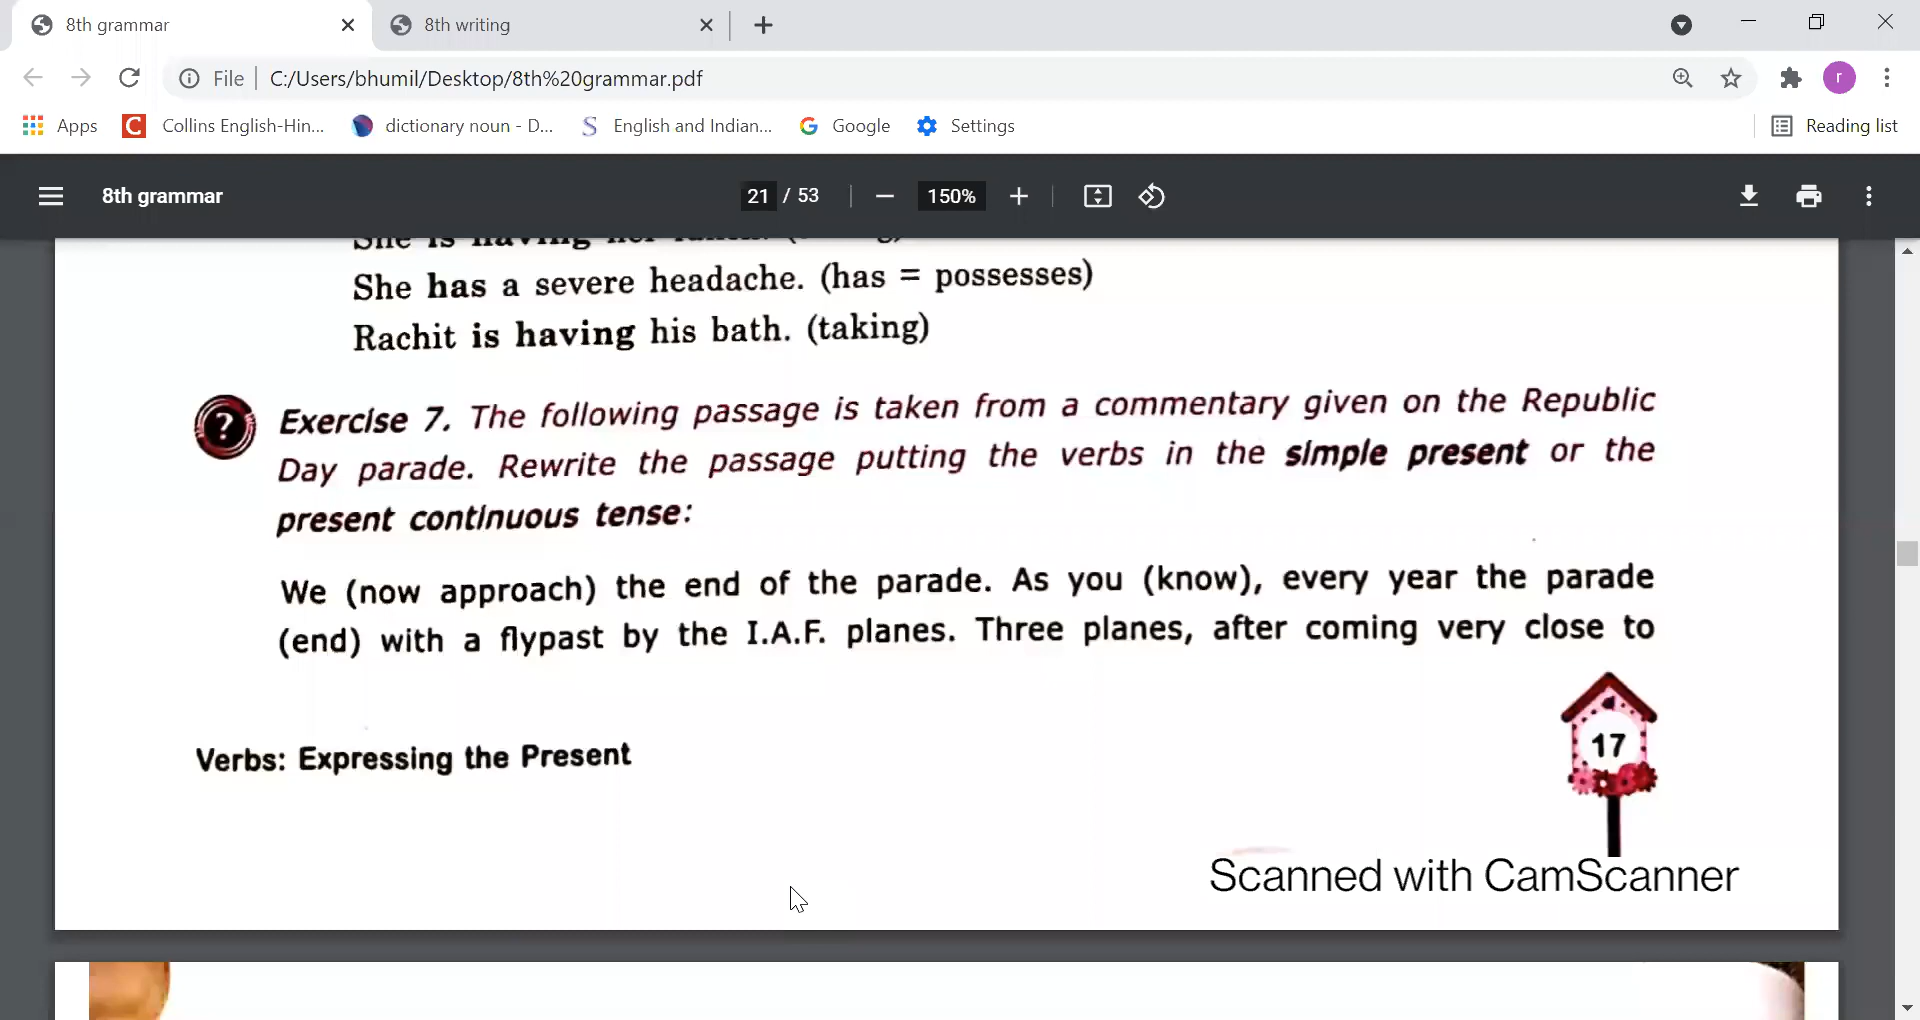 8th grammar
8th writing
File C:/Users/bhumil/Desktop/8th%20grammar.pdf
r
Apps Collins English-Hin... dictionary noun - D... English and Indian... Google Settings Reading list
8th grammar 21 / 53 150%
She is having her
She has a severe headache. (has = possesses)
Rachit is having his bath. (taking)
? Exercise 7. The following passage is taken from a commentary given on the Republic
Day parade. Rewrite the passage putting the verbs in the simple present or the
present continuous tense:
We (now approach) the end of the parade. As you (know), every year the parade
(end) with a flypast by the I.A.F. planes. Three planes, after coming very close to
17
Verbs: Expressing the Present
Scanned with CamScanner